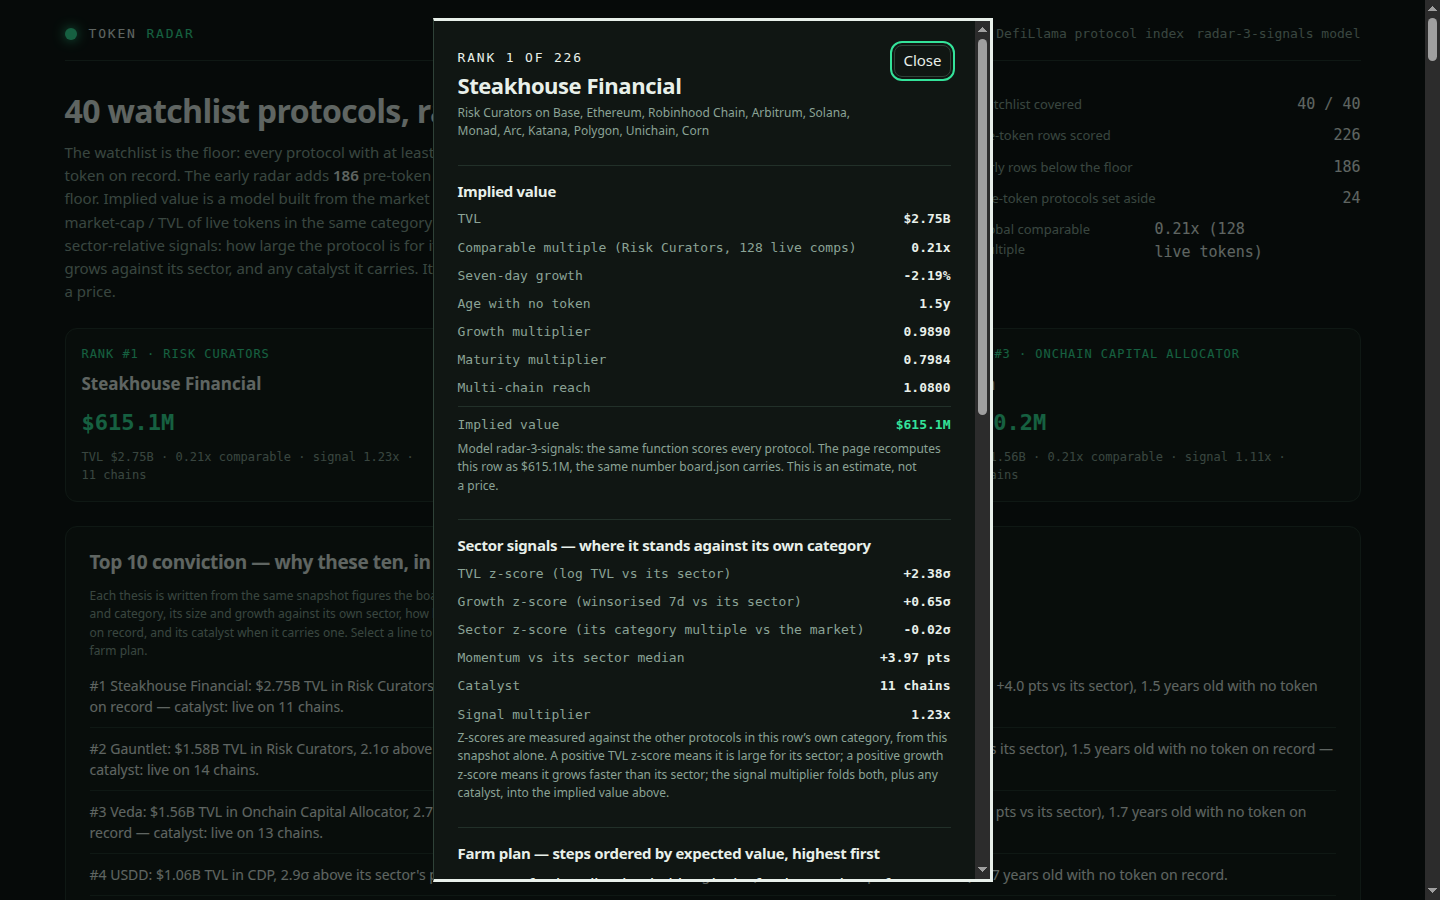 TOKEN RADAR
DefiLlama protocol index radar-3-signals model
40 watchlist protocols, r
The watchlist is the floor: every protocol with at least
token on record. The early radar adds 186 pre-token
floor. Implied value is a model built from the market
market-cap / TVL of live tokens in the same category
sector-relative signals: how large the protocol is for i
grows against its sector, and any catalyst it carries. It
a price.
tchlist covered 40 / 40
-token rows scored 226
rly rows below the floor 186
e-token protocols set aside 24
bal comparable 0.21x (128
ltiple live tokens)
RANK #1 · RISK CURATORS
Steakhouse Financial
$615.1M
TVL $2.75B · 0.21x comparable · signal 1.23x ·
11 chains
#3 · ONCHAIN CAPITAL ALLOCATOR
0.2M
1.56B · 0.21x comparable · signal 1.11x ·
ains
Top 10 conviction — why these ten, in
Each thesis is written from the same snapshot figures the boa
and category, its size and growth against its own sector, how
on record, and its catalyst when it carries one. Select a line to
farm plan.
#1 Steakhouse Financial: $2.75B TVL in Risk Curators
+4.0 pts vs its sector), 1.5 years old with no token
on record — catalyst: live on 11 chains.
#2 Gauntlet: $1.58B TVL in Risk Curators, 2.1σ above
s its sector), 1.5 years old with no token on record —
catalyst: live on 14 chains.
#3 Veda: $1.56B TVL in Onchain Capital Allocator, 2.7
pts vs its sector), 1.7 years old with no token on
record — catalyst: live on 13 chains.
#4 USDD: $1.06B TVL in CDP, 2.9σ above its sector's p
7 years old with no token on record.
RANK 1 OF 226
Close
Steakhouse Financial
Risk Curators on Base, Ethereum, Robinhood Chain, Arbitrum, Solana,
Monad, Arc, Katana, Polygon, Unichain, Corn
Implied value
TVL $2.75B
Comparable multiple (Risk Curators, 128 live comps) 0.21x
Seven-day growth -2.19%
Age with no token 1.5y
Growth multiplier 0.9890
Maturity multiplier 0.7984
Multi-chain reach 1.0800
Implied value $615.1M
Model radar-3-signals: the same function scores every protocol. The page recomputes
this row as $615.1M, the same number board.json carries. This is an estimate, not
a price.
Sector signals — where it stands against its own category
TVL z-score (log TVL vs its sector) +2.38σ
Growth z-score (winsorised 7d vs its sector) +0.65σ
Sector z-score (its category multiple vs the market) -0.02σ
Momentum vs its sector median +3.97 pts
Catalyst 11 chains
Signal multiplier 1.23x
Z-scores are measured against the other protocols in this row's own category, from this
snapshot alone. A positive TVL z-score means it is large for its sector; a positive growth
z-score means it grows faster than its sector; the signal multiplier folds both, plus any
catalyst, into the implied value above.
Farm plan — steps ordered by expected value, highest first